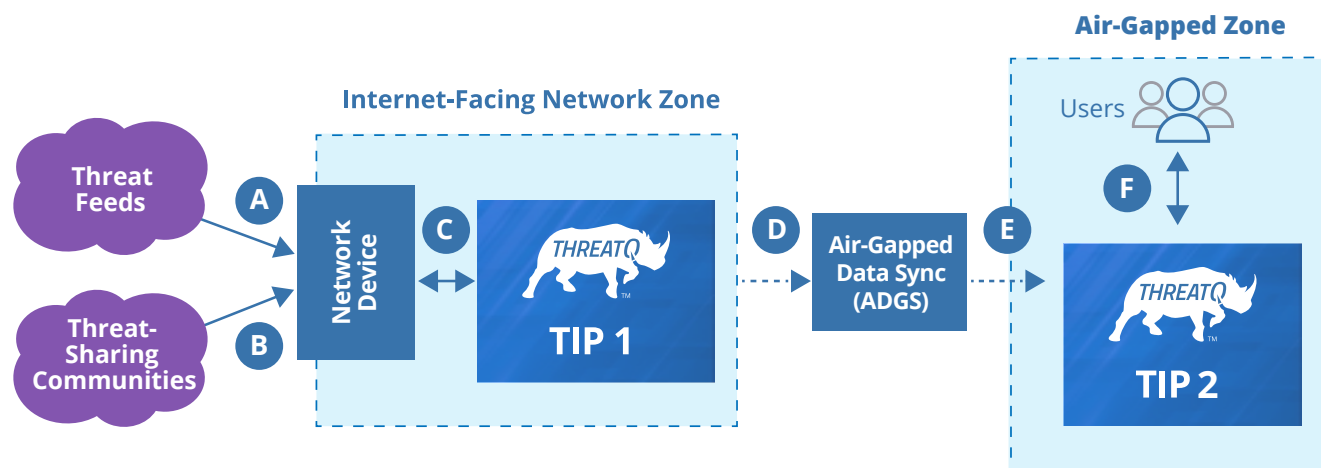 Air-Gapped Zone
Internet-Facing Network Zone
Users
Threat
Feeds
A
Threat-
Sharing
Communities
B
Network
Device
C
THREATQ
TM
TIP 1
D
Air-Gapped
Data Sync
(ADGS)
E
F
THREATQ
TM
TIP 2